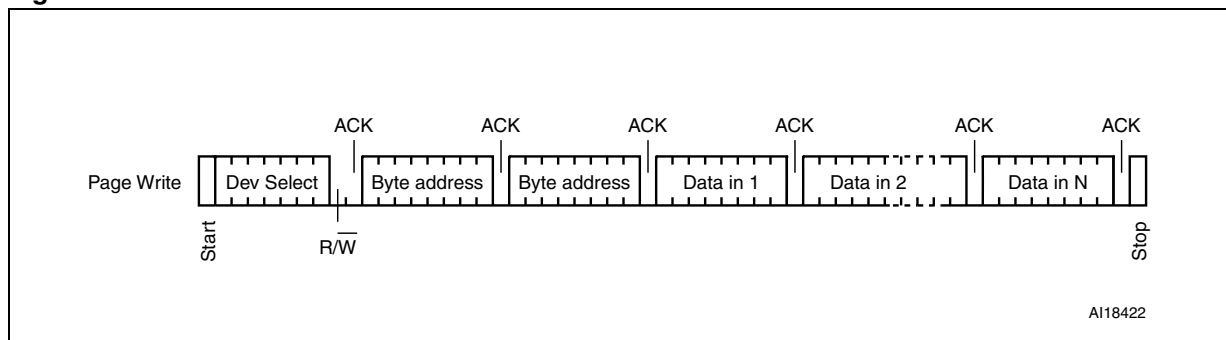 ACK ACK ACK ACK ACK ACK
Page Write Dev Select Byte address Byte address Data in 1 Data in 2 Data in N
Start R/W̅ Stop
AI18422